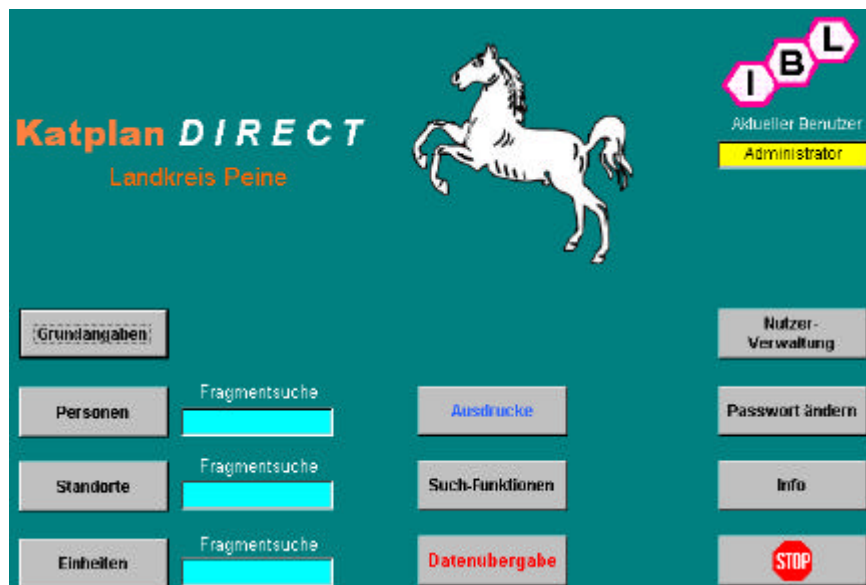 Katplan DIRECT
Landkreis Peine
IBL
Aktueller Benutzer
Administrator
Grundangaben
Nutzer-
Verwaltung
Personen
Fragmentsuche
Ausdrucke
Passwort ändern
Standorte
Fragmentsuche
Such-Funktionen
Info
Einheiten
Fragmentsuche
Datenübergabe
STOP